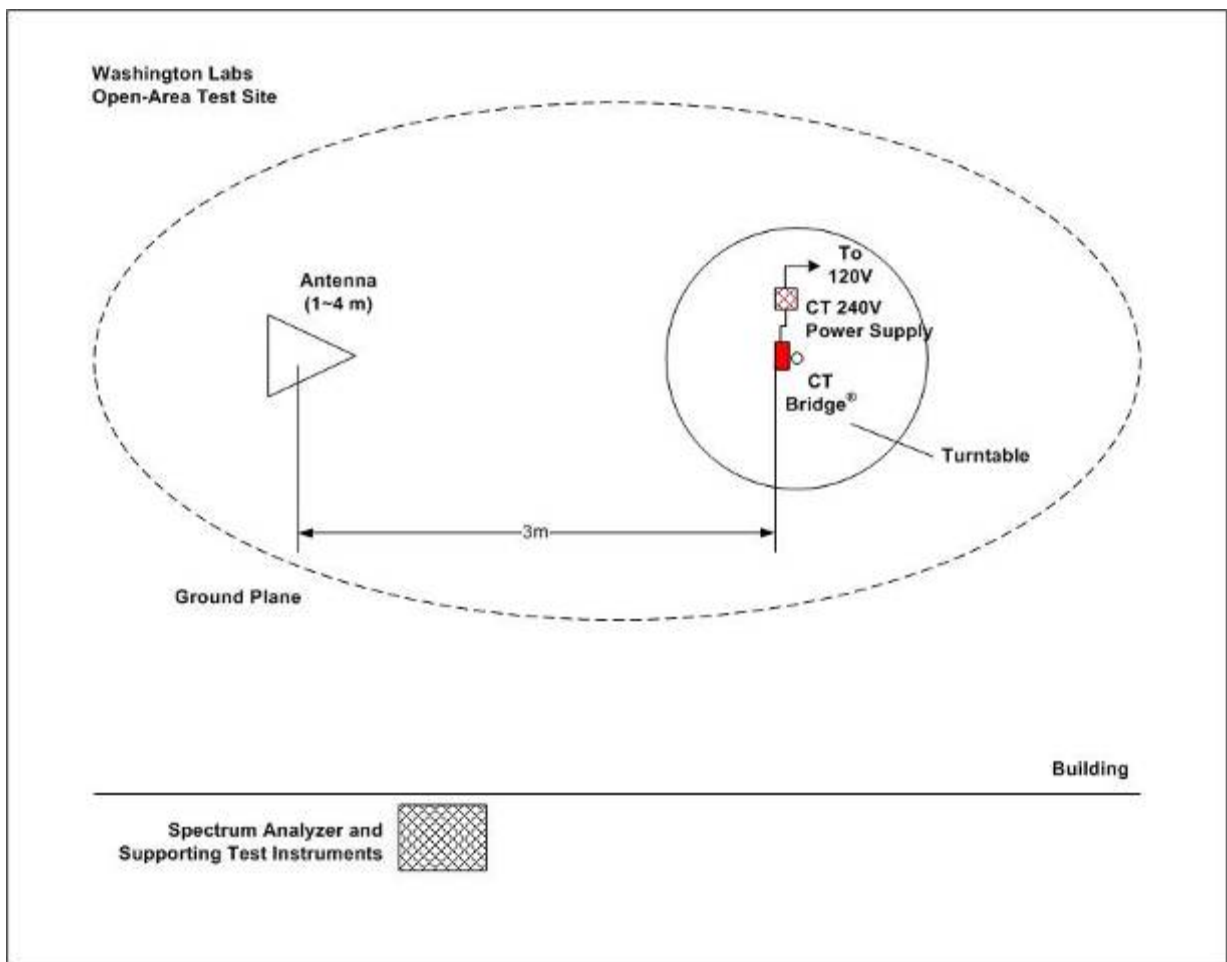 Washington Labs
Open-Area Test Site
Antenna
(1~4 m)
To
120V
CT 240V
Power Supply
CT
Bridge®
Turntable
3m
Ground Plane
Building
Spectrum Analyzer and
Supporting Test Instruments